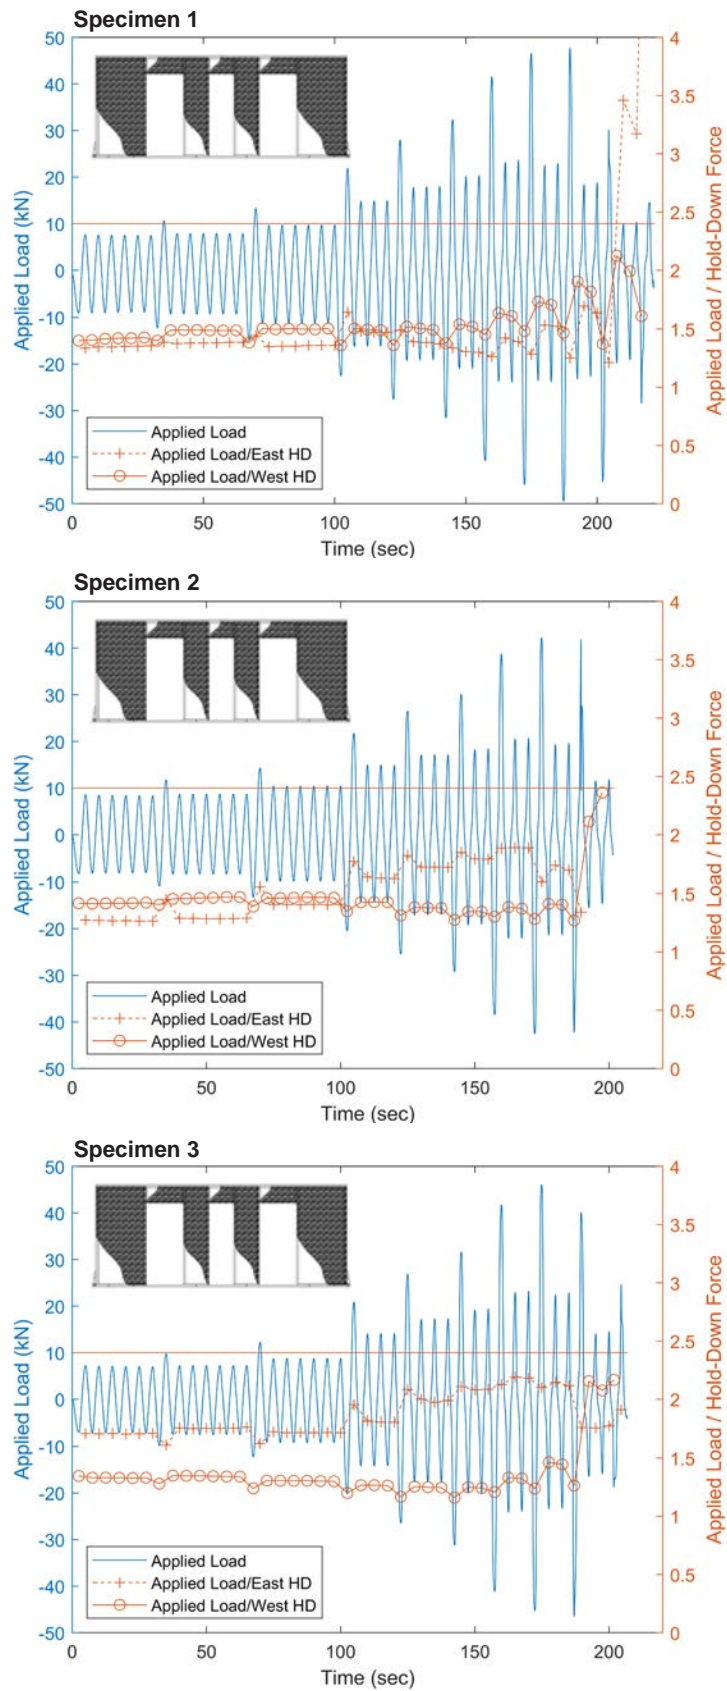 Specimen 1
50
40
30
20
10
0
-10
-20
-30
-40
-50
Applied Load (kN)
4
3.5
3
2.5
2
1.5
1
0.5
0
Applied Load / Hold-Down Force
Applied Load
Applied Load/East HD
Applied Load/West HD
0 50 100 150 200
Time (sec)
Specimen 2
50
40
30
20
10
0
-10
-20
-30
-40
-50
Applied Load (kN)
4
3.5
3
2.5
2
1.5
1
0.5
0
Applied Load / Hold-Down Force
Applied Load
Applied Load/East HD
Applied Load/West HD
0 50 100 150 200
Time (sec)
Specimen 3
50
40
30
20
10
0
-10
-20
-30
-40
-50
Applied Load (kN)
4
3.5
3
2.5
2
1.5
1
0.5
0
Applied Load / Hold-Down Force
Applied Load
Applied Load/East HD
Applied Load/West HD
0 50 100 150 200
Time (sec)